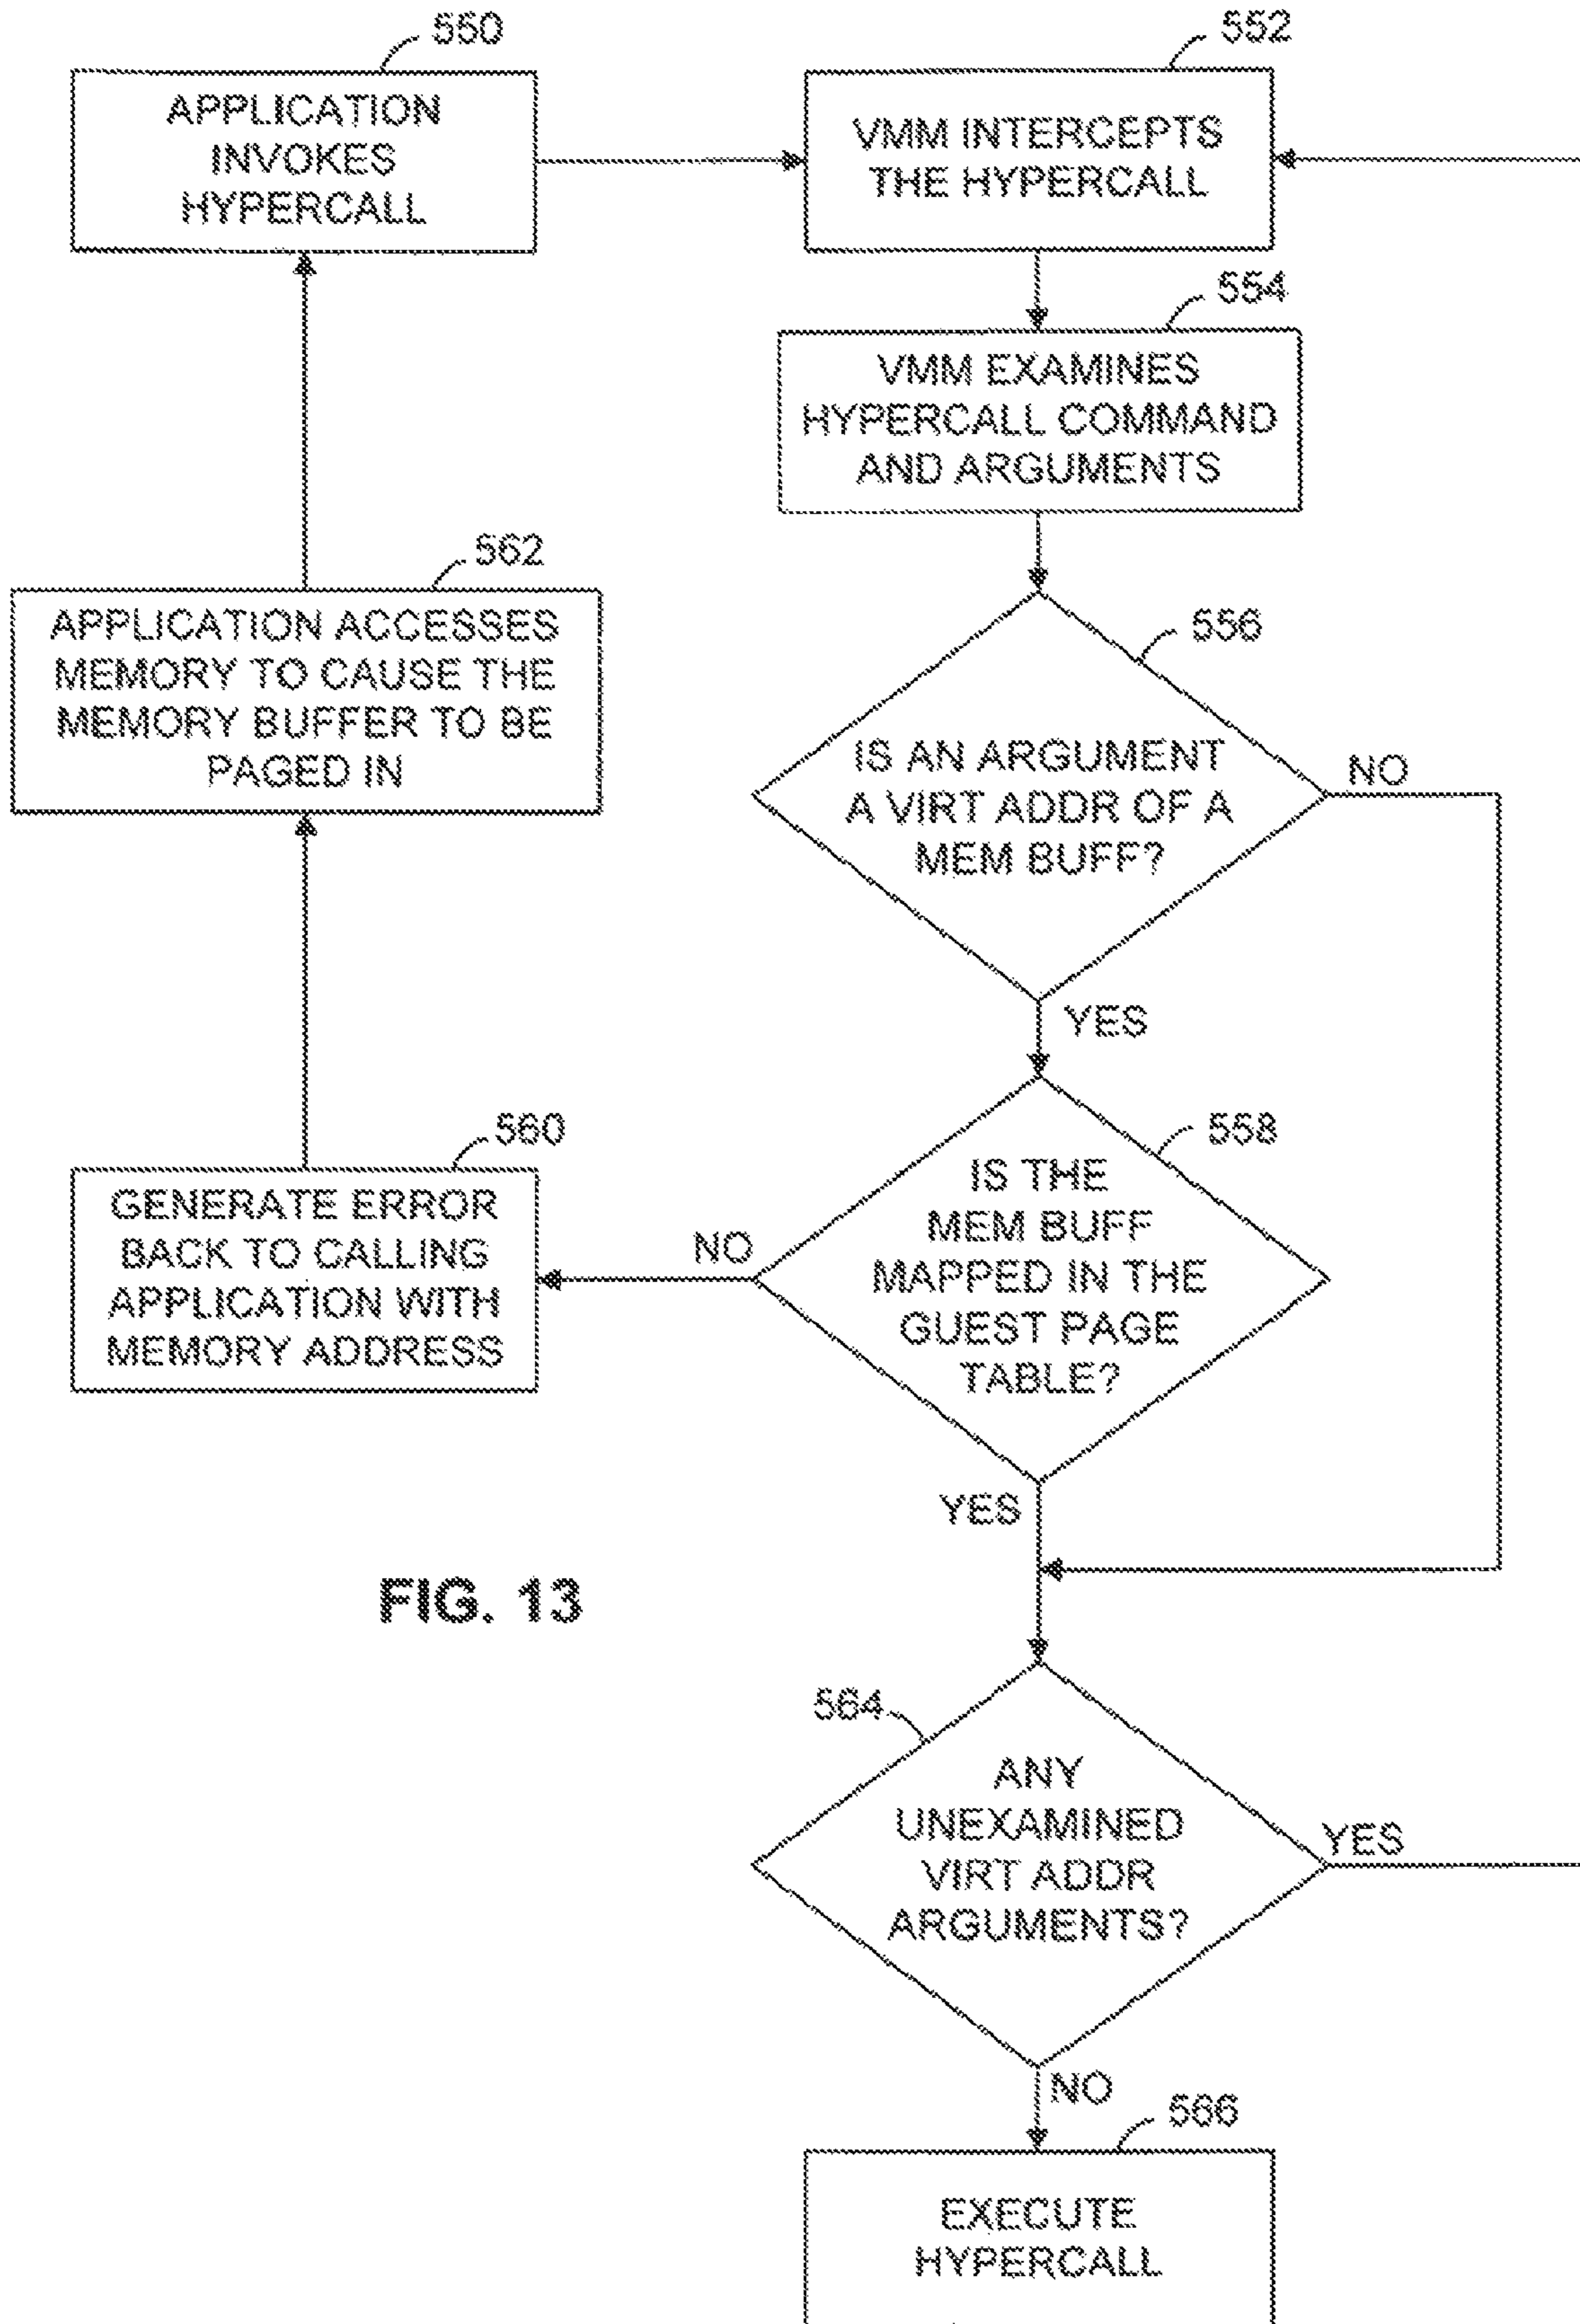 550
APPLICATION
INVOKES
HYPERCALL
552
VMM INTERCEPTS
THE HYPERCALL
554
VMM EXAMINES
HYPERCALL COMMAND
AND ARGUMENTS
562
APPLICATION ACCESSES
MEMORY TO CAUSE THE
MEMORY BUFFER TO BE
PAGED IN
556
IS AN ARGUMENT
A VIRT ADDR OF A
MEM BUFF?
NO
YES
560
GENERATE ERROR
BACK TO CALLING
APPLICATION WITH
MEMORY ADDRESS
NO
558
IS THE
MEM BUFF
MAPPED IN THE
GUEST PAGE
TABLE?
YES
FIG. 13
564
ANY
UNEXAMINED
VIRT ADDR
ARGUMENTS?
YES
NO
566
EXECUTE
HYPERCALL